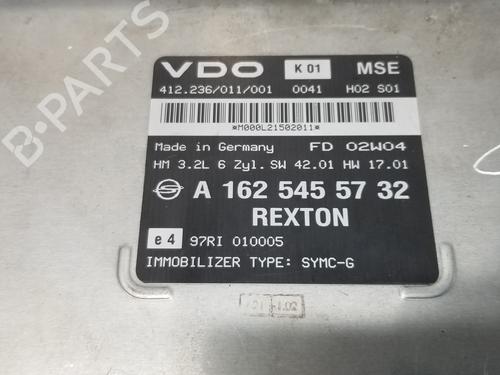 VDO K 01 MSE
412.236/011/001 0041 H02 S01
*M000L21502011*
Made in Germany FD 02W04
HM 3.2L 6 Zyl. SW 42.01 HW 17.01
A 162 545 57 32
REXTON
e 4 97RI 010005
IMMOBILIZER TYPE: SYMC-G